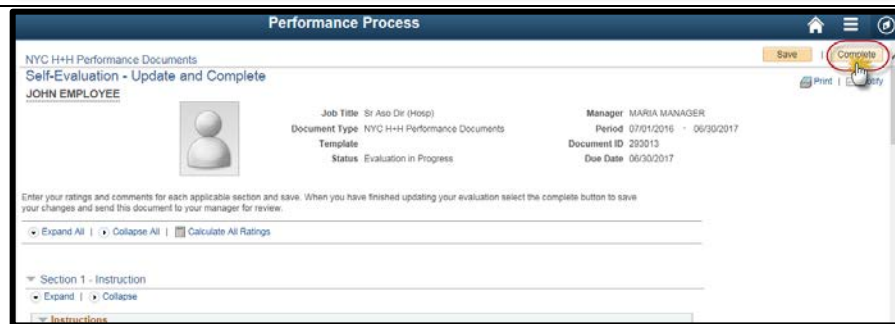 Performance Process
NYC H+H Performance Documents
Save | Complete
Self-Evaluation - Update and Complete
Print |
JOHN EMPLOYEE
Job Title Sr Aso Dir (Hosp)
Manager MARIA MANAGER
Document Type NYC H+H Performance Documents
Period 07/01/2016 - 06/30/2017
Template
Document ID 293013
Status Evaluation in Progress
Due Date 06/30/2017
Enter your ratings and comments for each applicable section and save. When you have finished updating your evaluation select the complete button to save
your changes and send this document to your manager for review.
Expand All | Collapse All | Calculate All Ratings
Section 1 - Instruction
Expand | Collapse
Instructions